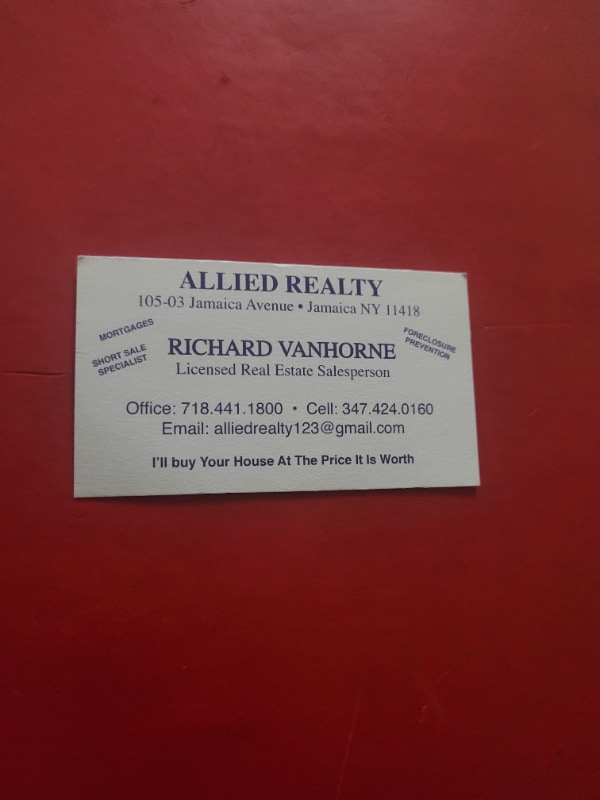 ALLIED REALTY
105-03 Jamaica Avenue • Jamaica NY 11418
MORTGAGES
SHORT SALE
SPECIALIST
FORECLOSURE
PREVENTION
RICHARD VANHORNE
Licensed Real Estate Salesperson
Office: 718.441.1800 • Cell: 347.424.0160
Email: alliedrealty123@gmail.com
I'll buy Your House At The Price It Is Worth